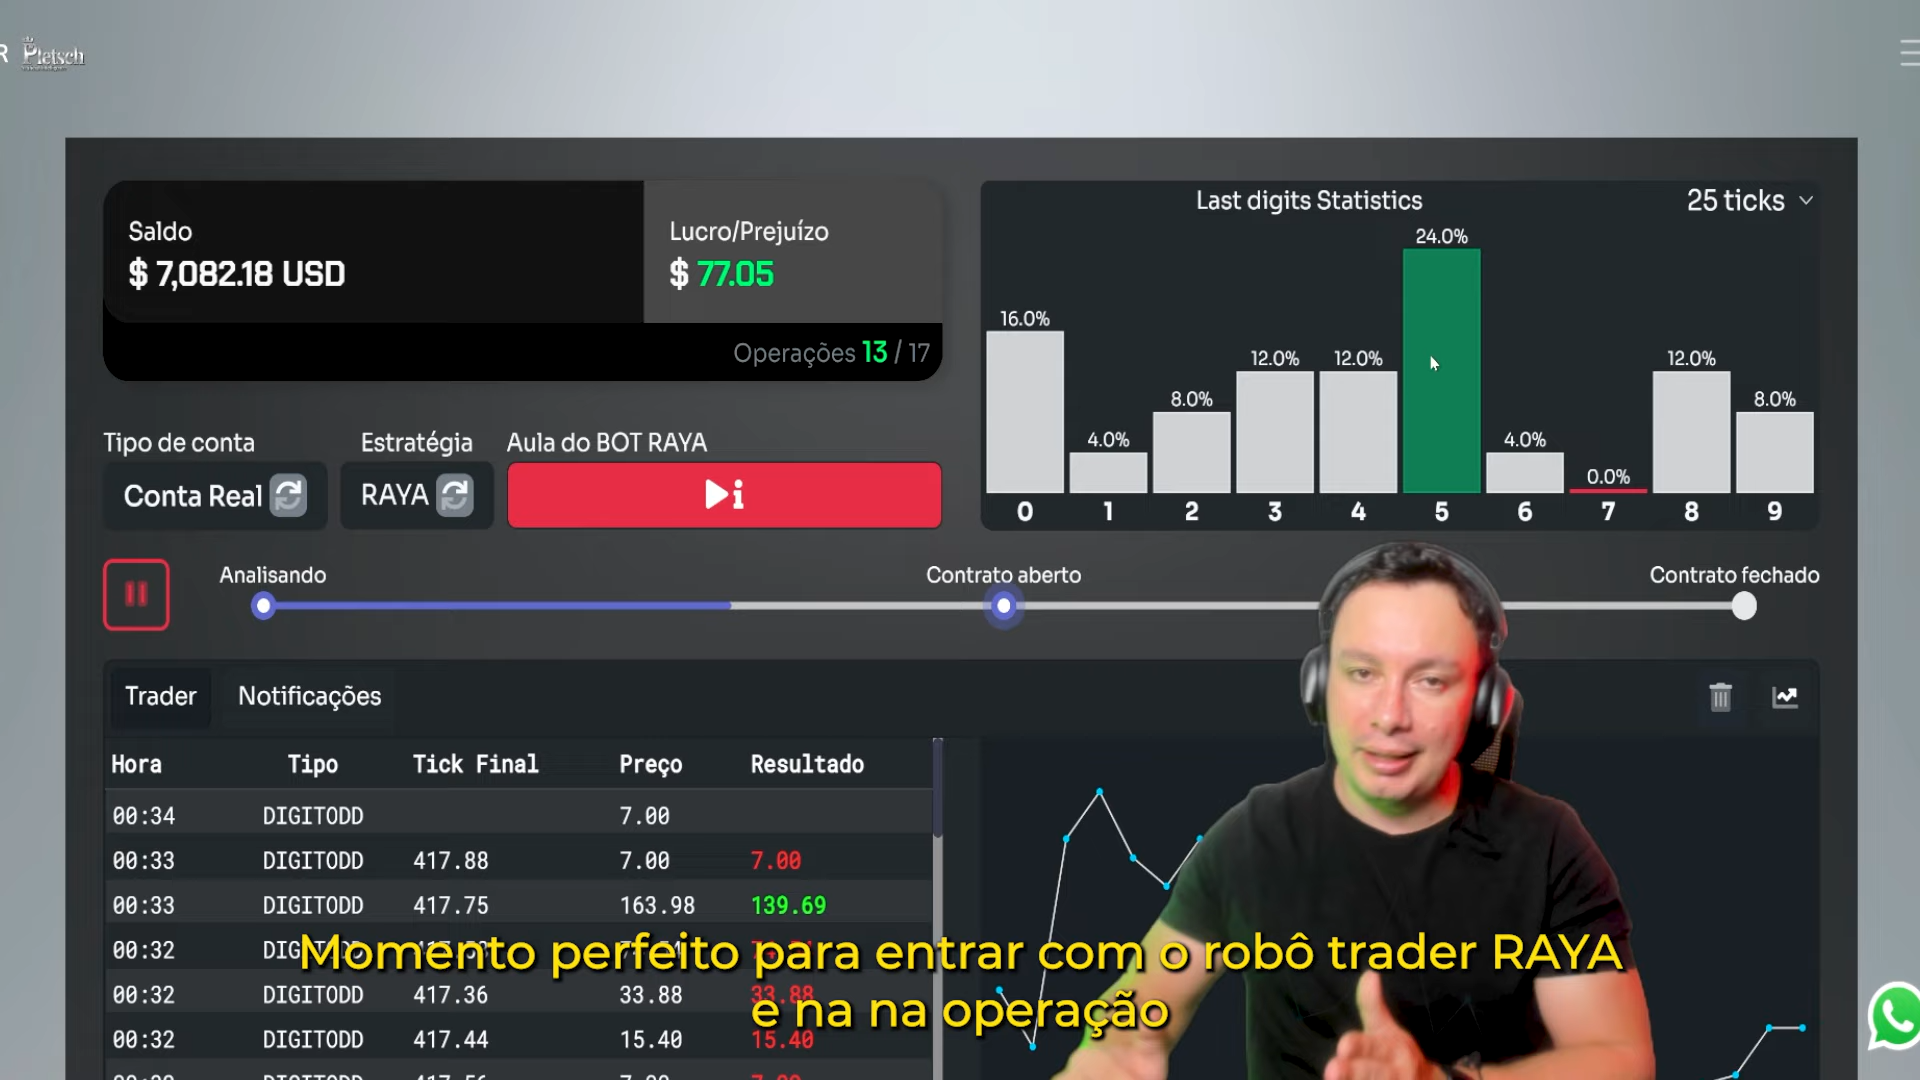 R Pletsch
Saldo
$ 7,082.18 USD
Lucro/Prejuízo
$ 77.05
Operações 13 / 17
Last digits Statistics
25 ticks
16.0% 4.0% 8.0% 12.0% 12.0% 24.0% 4.0% 0.0% 12.0% 8.0%
0 1 2 3 4 5 6 7 8 9
Tipo de conta Estratégia Aula do BOT RAYA
Conta Real RAYA
Analisando Contrato aberto Contrato fechado
Trader Notificações
Hora Tipo Tick Final Preço Resultado
00:34 DIGITODD 7.00
00:33 DIGITODD 417.88 7.00 7.00
00:33 DIGITODD 417.75 163.98 139.69
00:32
00:32 DIGITODD 417.36 33.88 33.88
00:32 DIGITODD 417.44 15.40 15.40
Momento perfeito para entrar com o robô trader RAYA
e na na operação